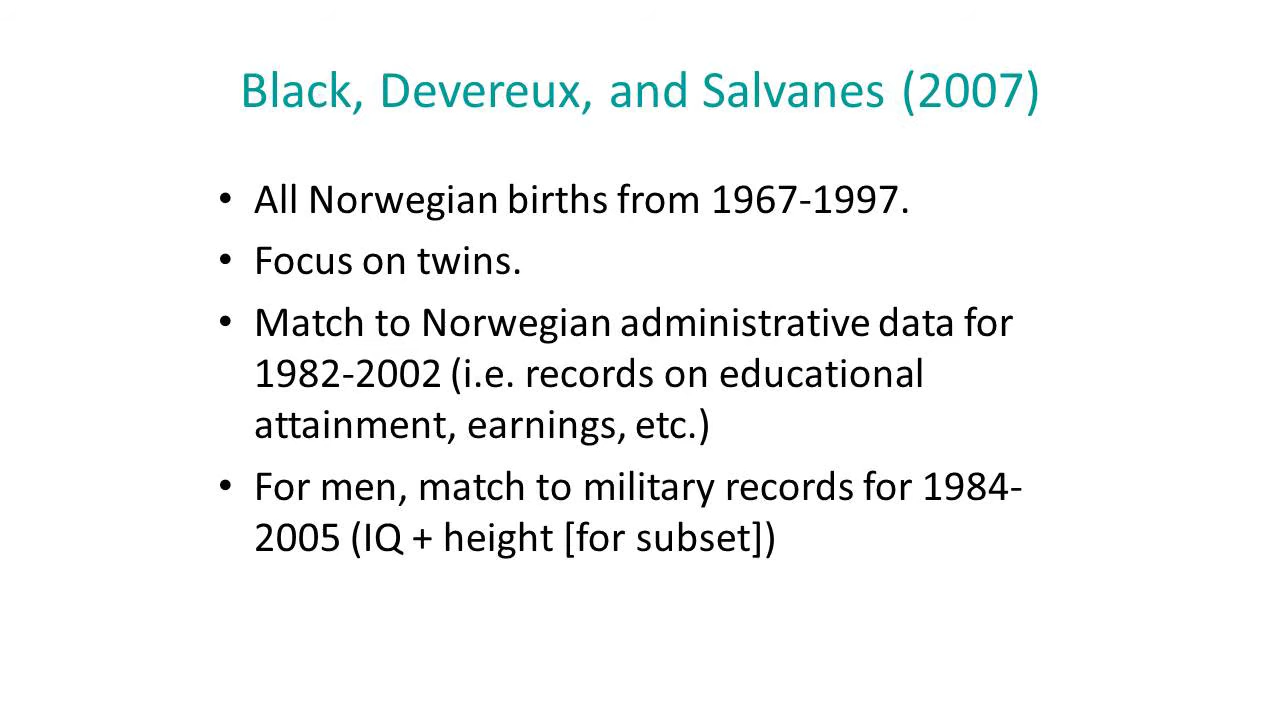 Black, Devereux, and Salvanes (2007)
• All Norwegian births from 1967-1997.
• Focus on twins.
• Match to Norwegian administrative data for
1982-2002 (i.e. records on educational
attainment, earnings, etc.)
• For men, match to military records for 1984-
2005 (IQ + height [for subset])